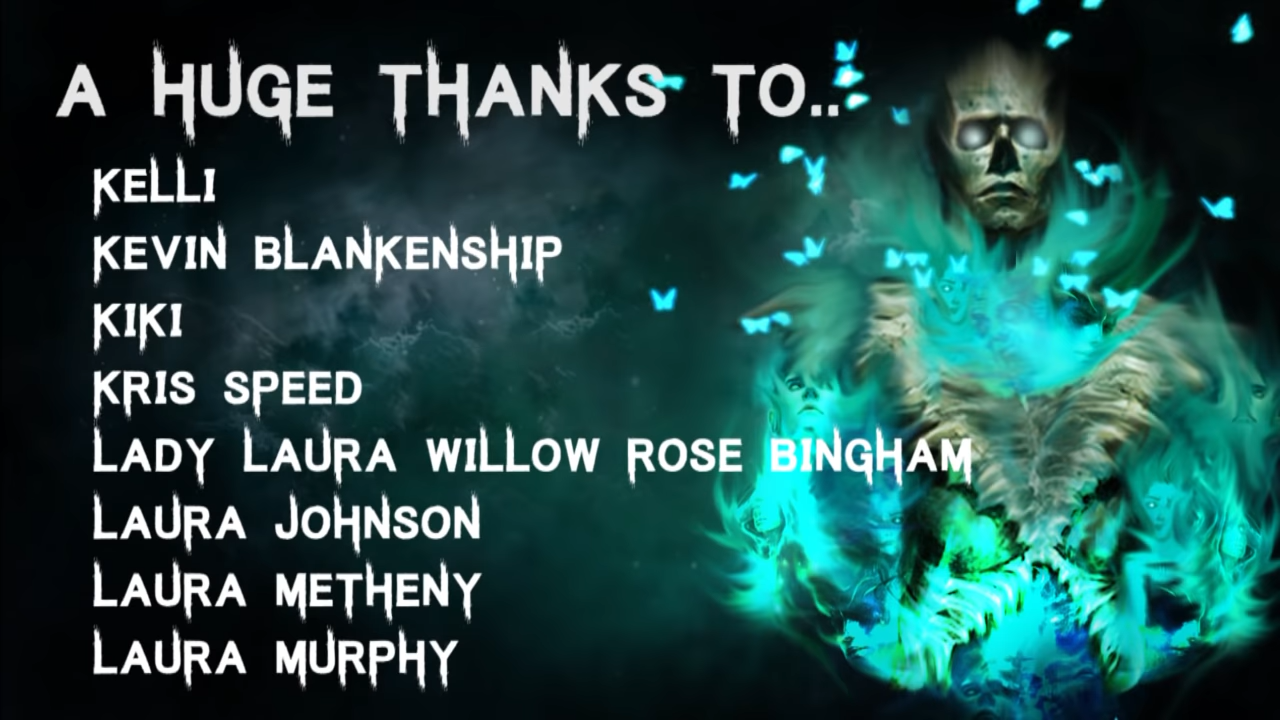 A HUGE THANKS TO..
KELLI
KEVIN BLANKENSHIP
KIKI
KRIS SPEED
LADY LAURA WILLOW ROSE BINGHAM
LAURA JOHNSON
LAURA METHENY
LAURA MURPHY